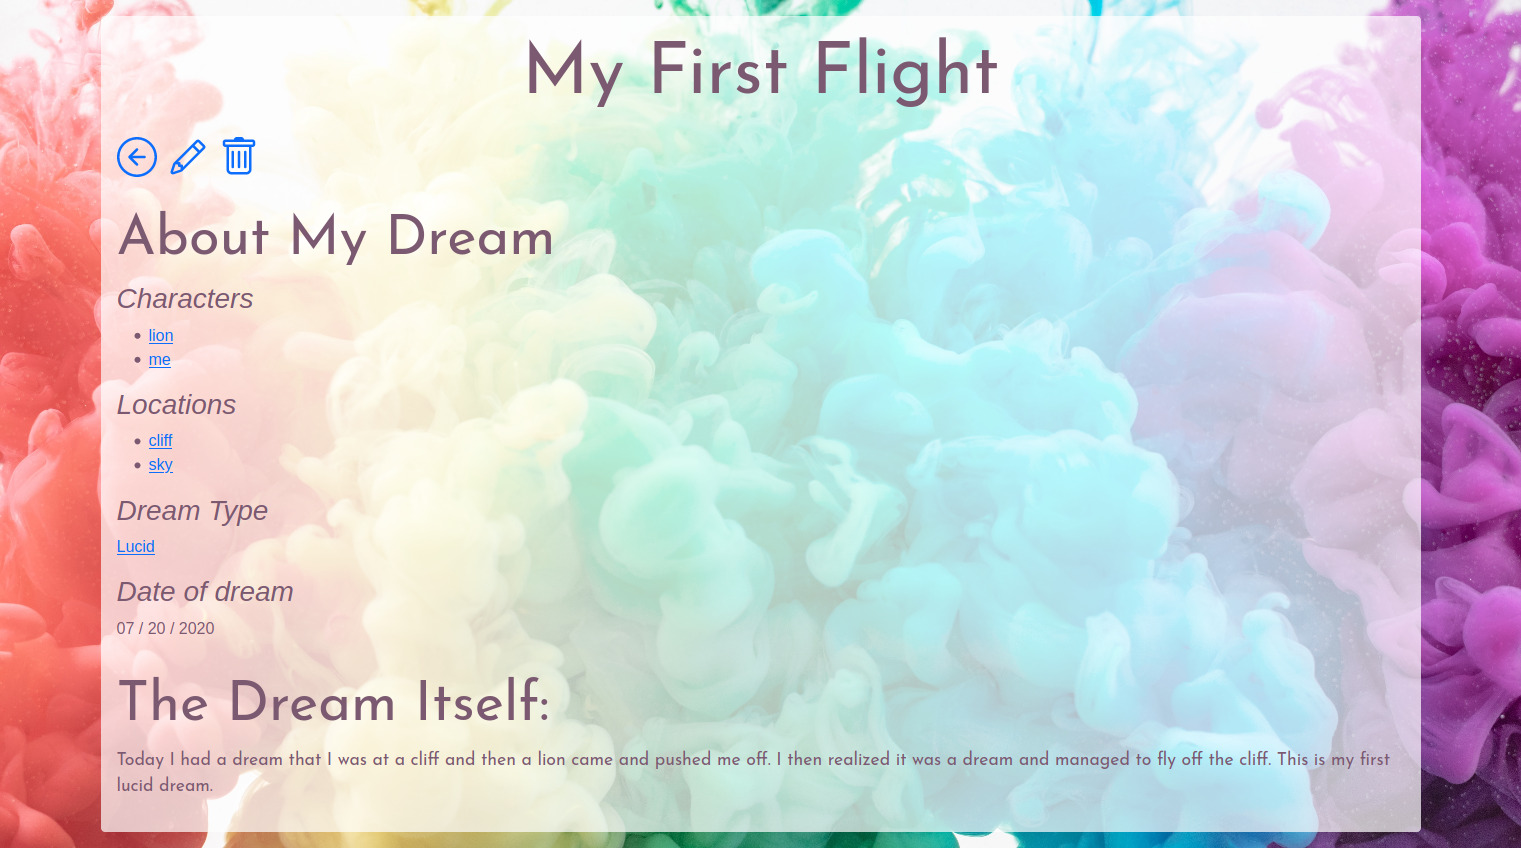 My First Flight
About My Dream
Characters
lion
me
Locations
cliff
sky
Dream Type
Lucid
Date of dream
07 / 20 / 2020
The Dream Itself:
Today I had a dream that I was at a cliff and then a lion came and pushed me off. I then realized it was a dream and managed to fly off the cliff. This is my first
lucid dream.